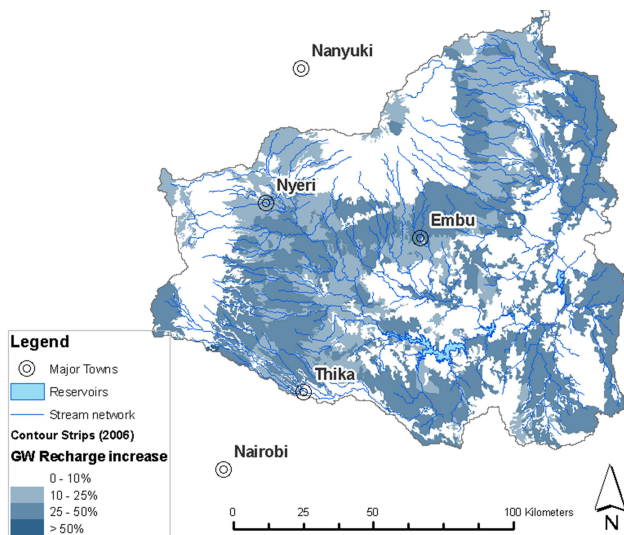 Nanyuki
Nyeri
Embu
Thika
Nairobi
Legend
Major Towns
Reservoirs
Stream network
Contour Strips (2006)
GW Recharge increase
0 - 10%
10 - 25%
25 - 50%
> 50%
0 25 50 100 Kilometers
N